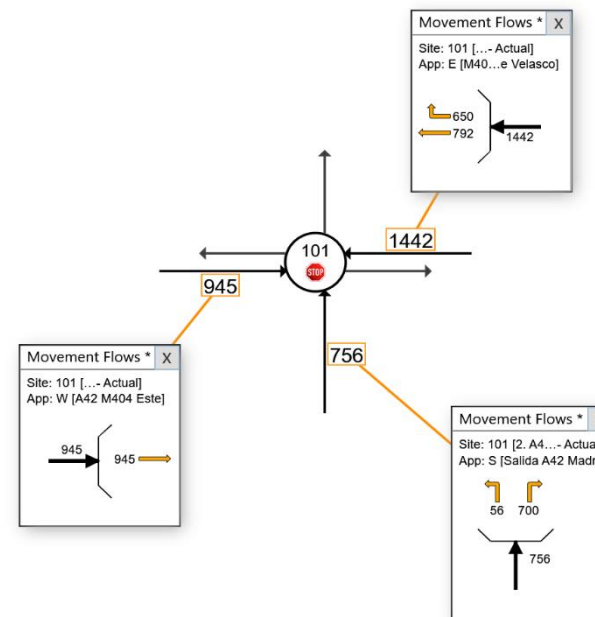 Movement Flows * X
Site: 101 [...- Actual]
App: E [M40...e Velasco]
650
792
1442
101
STOP
1442
945
756
Movement Flows * X
Site: 101 [...- Actual]
App: W [A42 M404 Este]
945
945
Movement Flows *
Site: 101 [2. A4...- Actua
App: S [Salida A42 Madr
56 700
756